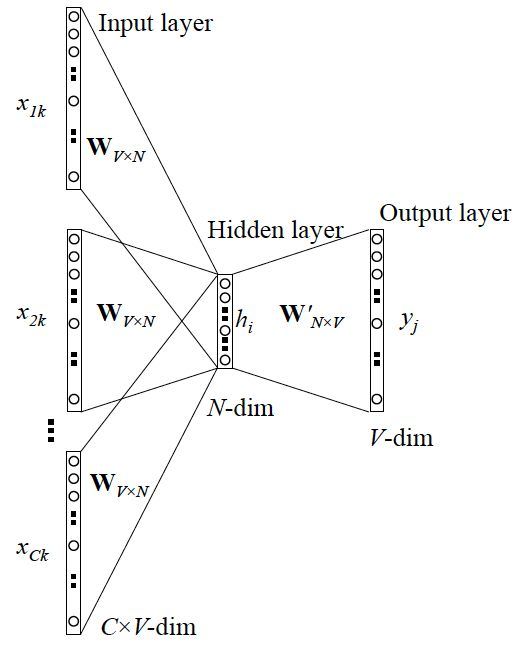 Input layer
x1k
WV×N
Hidden layer
Output layer
x2k
WV×N
hi
W'N×V
yj
N-dim
V-dim
WV×N
xCk
C×V-dim